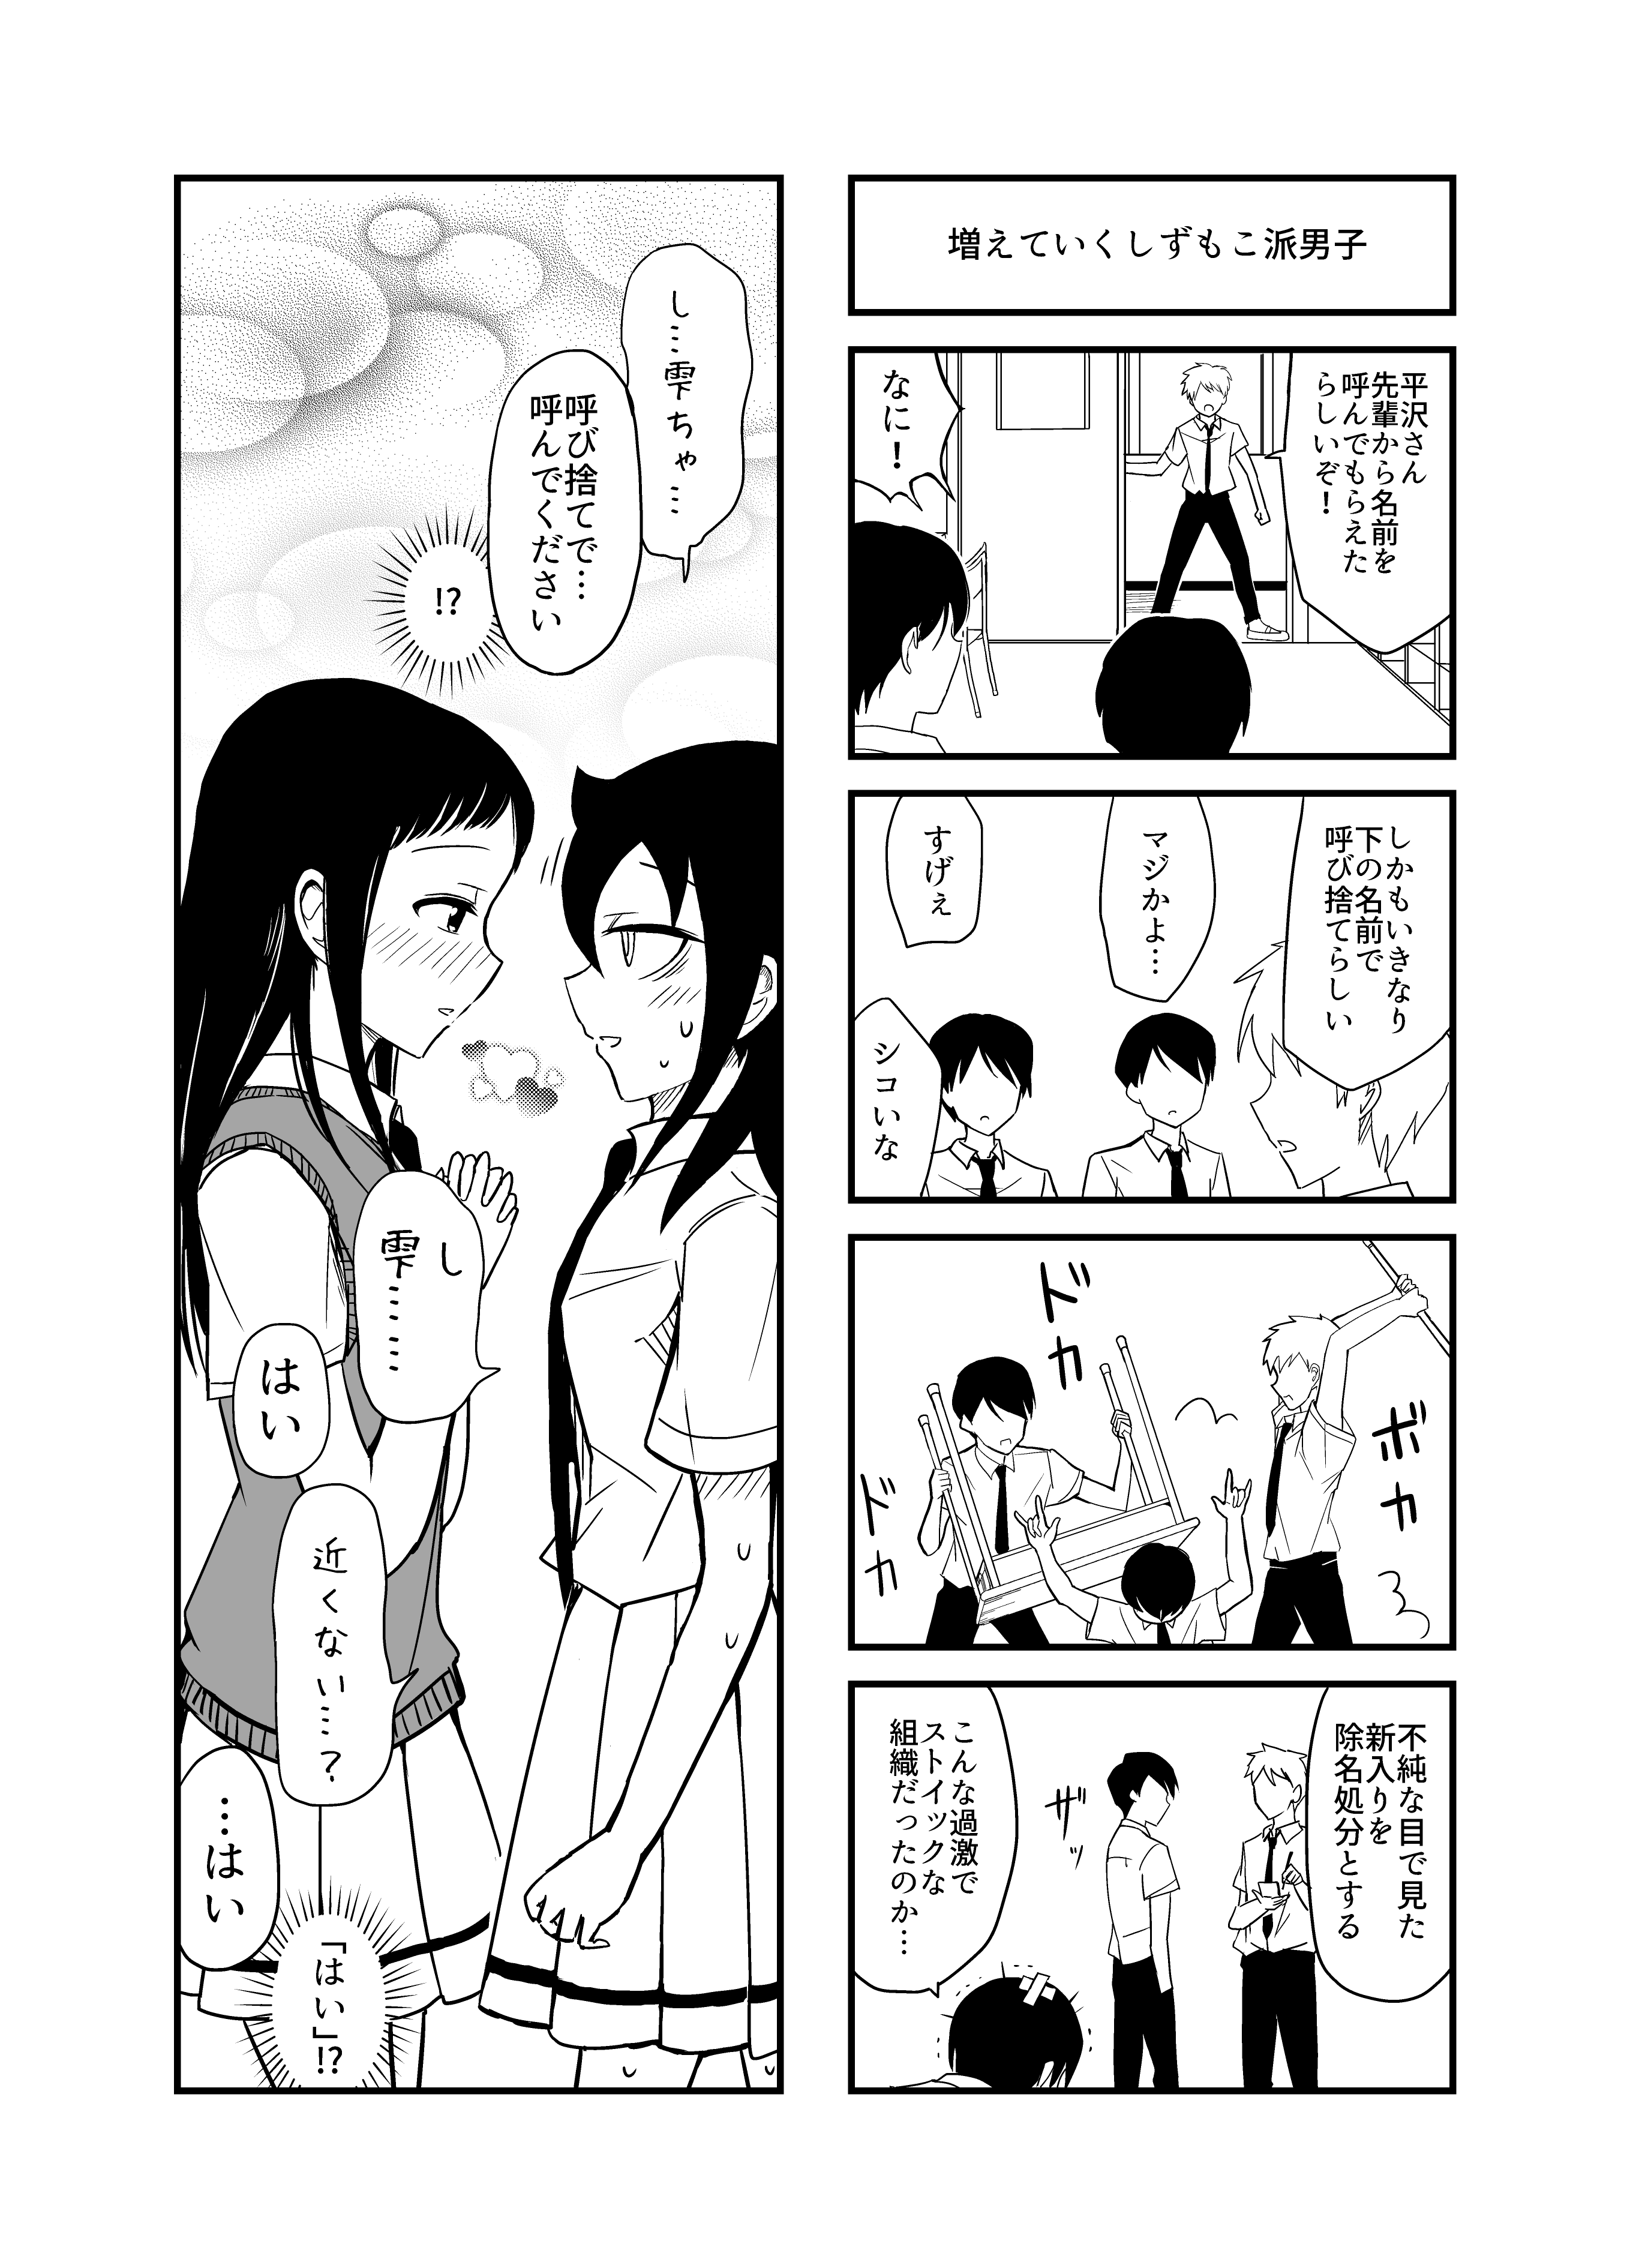 増えていくしずもこ派男子
平沢さん
先輩から名前を
呼んでもらえた
らしいぞ！
なに！
しかもいきなり
下の名前で
呼び捨てらしい
マジかよ…
すげぇ
シコいな
ドカ
ボカ
ドカ
不純な目で見た
新入りを
除名処分とする
ザッ
こんな過激で
ストイックな
組織だったのか…
し…雫ちゃ…
呼び捨てで…
呼んでください
!?
し
雫……
はい
近くない…?
…はい
「はい」!?